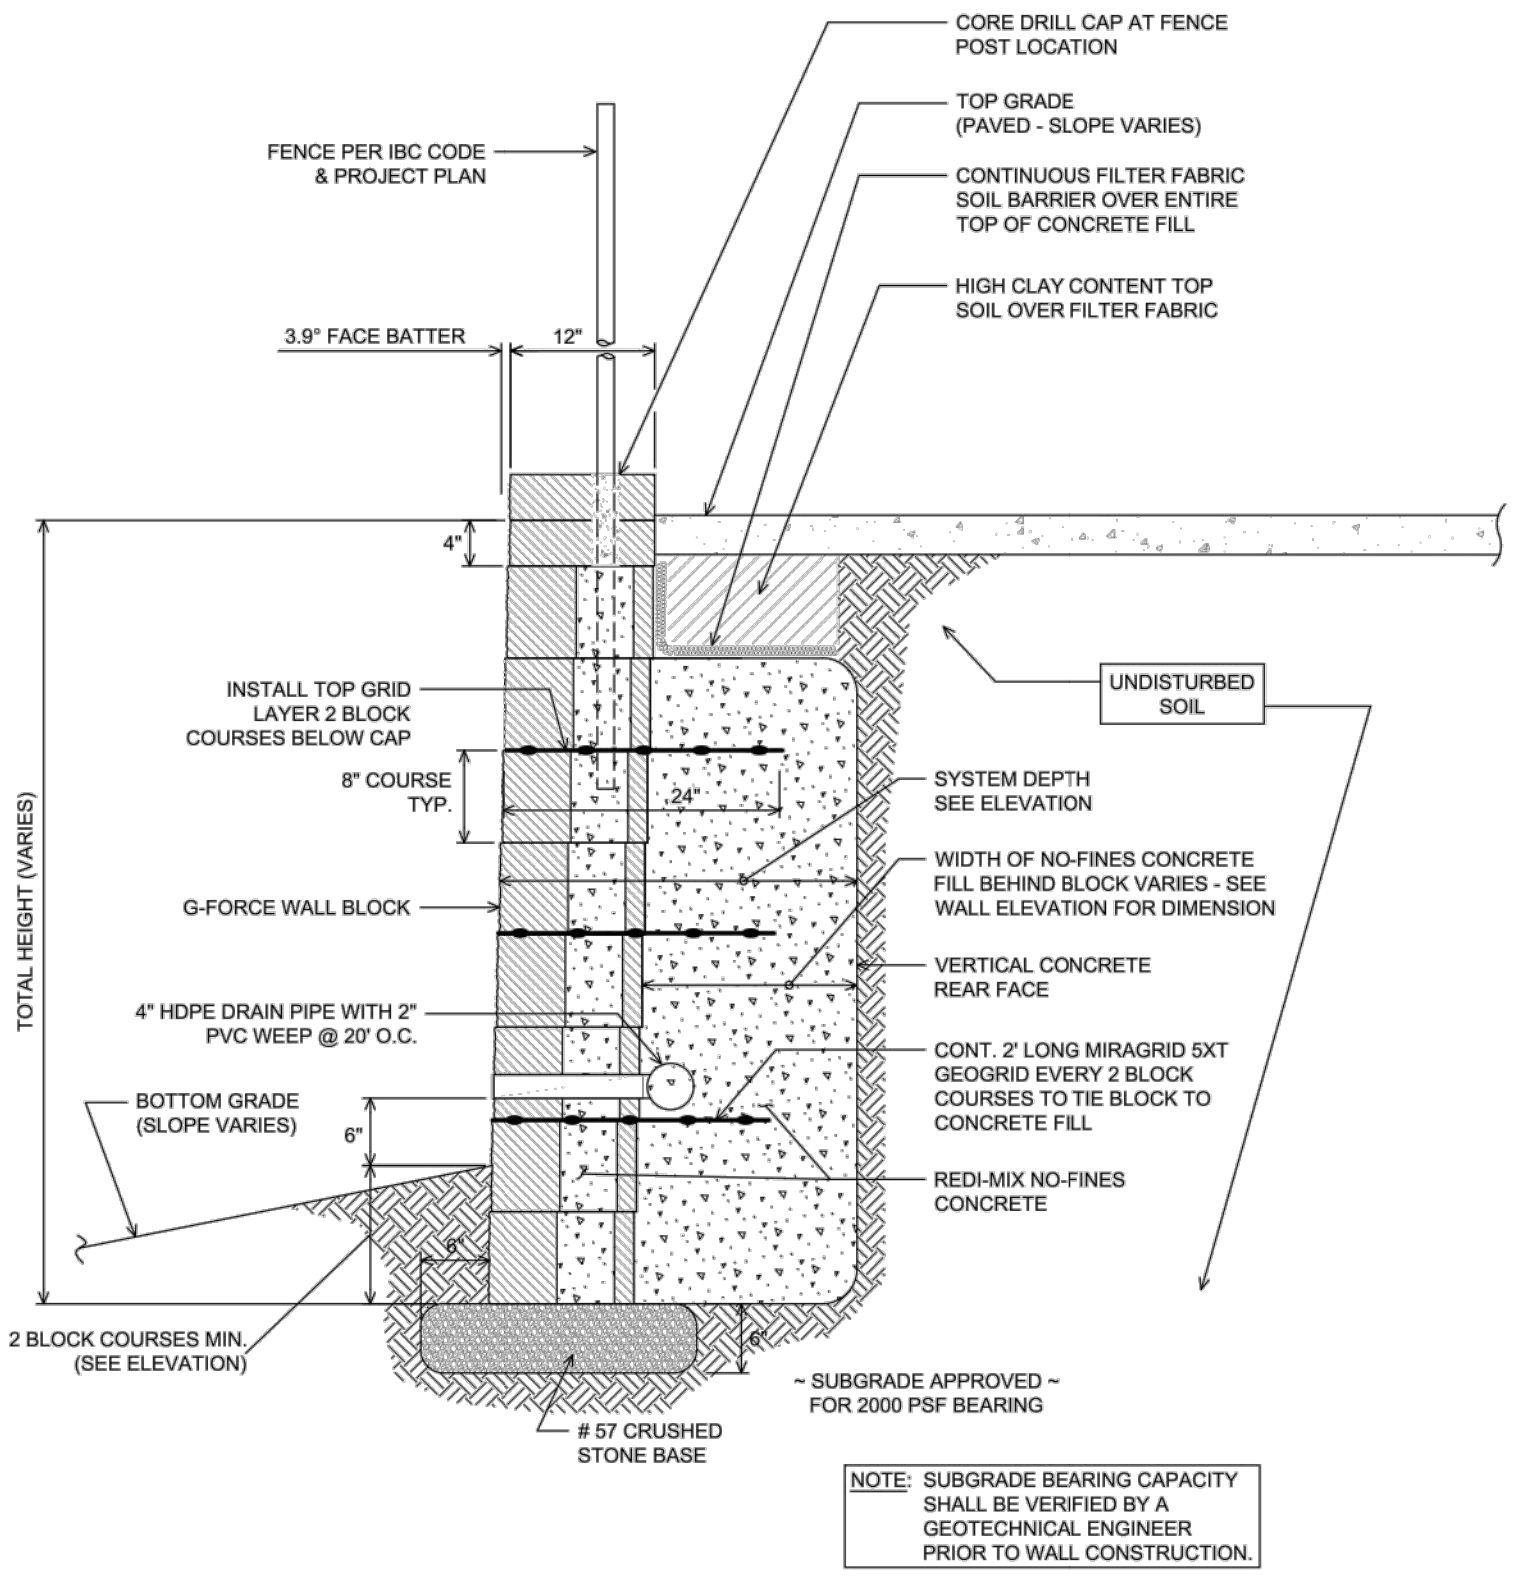 CORE DRILL CAP AT FENCE
POST LOCATION
TOP GRADE
(PAVED - SLOPE VARIES)
FENCE PER IBC CODE
& PROJECT PLAN
CONTINUOUS FILTER FABRIC
SOIL BARRIER OVER ENTIRE
TOP OF CONCRETE FILL
HIGH CLAY CONTENT TOP
SOIL OVER FILTER FABRIC
3.9° FACE BATTER
12"
4"
INSTALL TOP GRID
LAYER 2 BLOCK
COURSES BELOW CAP
UNDISTURBED
SOIL
8" COURSE
TYP.
24"
SYSTEM DEPTH
SEE ELEVATION
TOTAL HEIGHT (VARIES)
WIDTH OF NO-FINES CONCRETE
FILL BEHIND BLOCK VARIES - SEE
WALL ELEVATION FOR DIMENSION
G-FORCE WALL BLOCK
VERTICAL CONCRETE
REAR FACE
4" HDPE DRAIN PIPE WITH 2"
PVC WEEP @ 20' O.C.
CONT. 2' LONG MIRAGRID 5XT
GEOGRID EVERY 2 BLOCK
COURSES TO TIE BLOCK TO
CONCRETE FILL
BOTTOM GRADE
(SLOPE VARIES)
6"
REDI-MIX NO-FINES
CONCRETE
6"
2 BLOCK COURSES MIN.
(SEE ELEVATION)
6"
~ SUBGRADE APPROVED ~
FOR 2000 PSF BEARING
# 57 CRUSHED
STONE BASE
NOTE: SUBGRADE BEARING CAPACITY
SHALL BE VERIFIED BY A
GEOTECHNICAL ENGINEER
PRIOR TO WALL CONSTRUCTION.